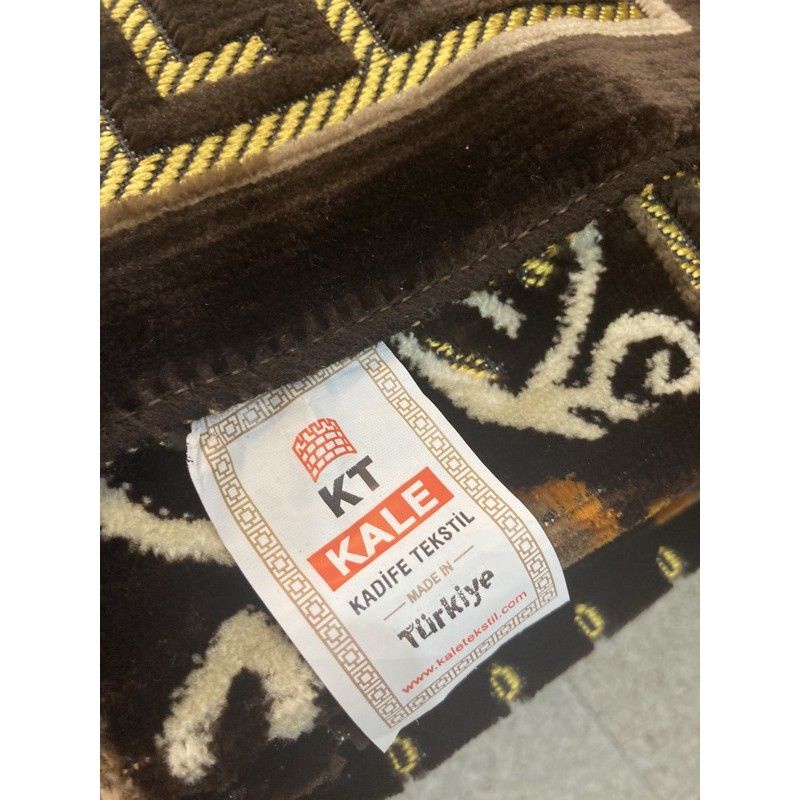 KT
KALE
KADİFE TEKSTİL
MADE IN
Türkiye
www.kaletekstil.com